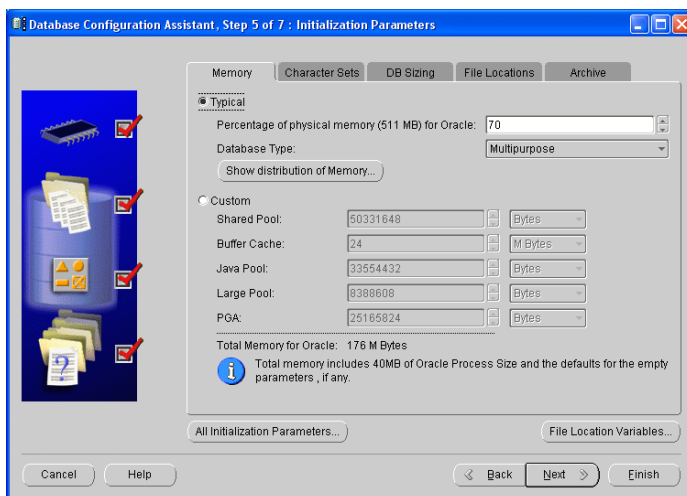 Database Configuration Assistant, Step 5 of 7 : Initialization Parameters
Memory Character Sets DB Sizing File Locations Archive
Typical
Percentage of physical memory (511 MB) for Oracle: 70
Database Type: Multipurpose
Show distribution of Memory...
Custom
Shared Pool: 50331648 Bytes
Buffer Cache: 24 M Bytes
Java Pool: 33554432 Bytes
Large Pool: 8388608 Bytes
PGA: 25165824 Bytes
Total Memory for Oracle: 176 M Bytes
Total memory includes 40MB of Oracle Process Size and the defaults for the empty
parameters , if any.
All Initialization Parameters... File Location Variables...
Cancel Help Back Next Finish